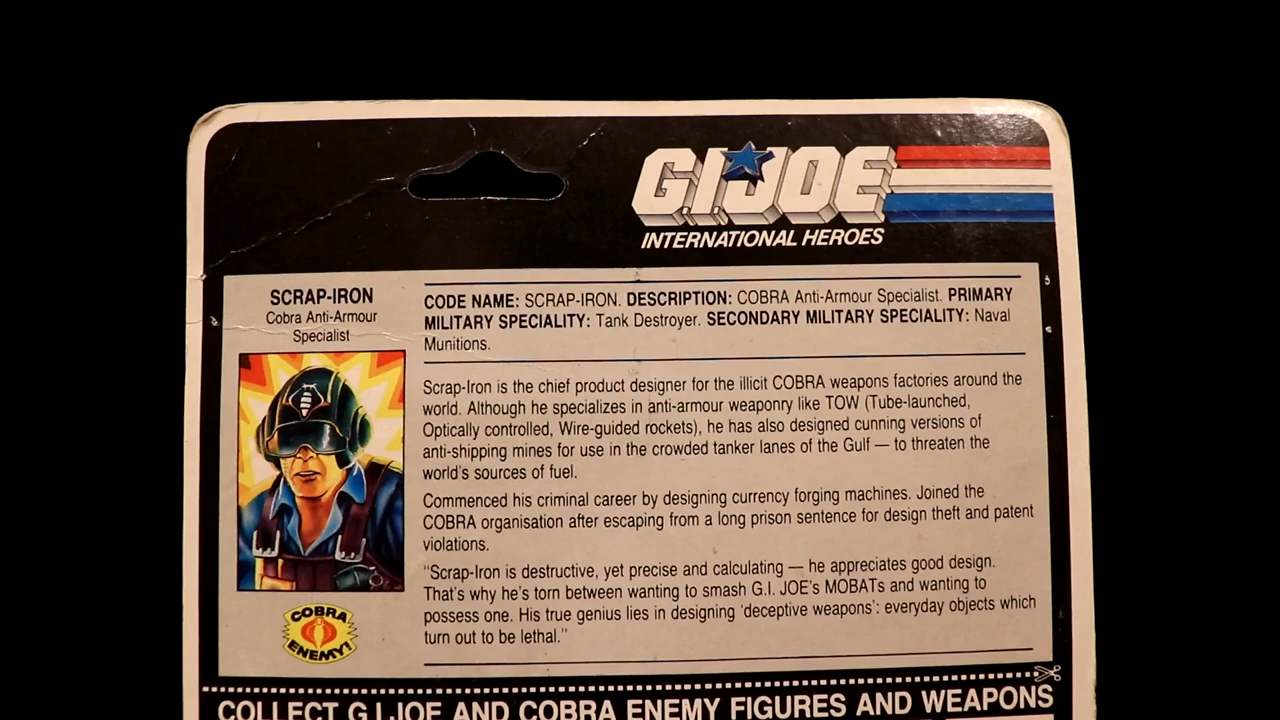 G.I. JOE
INTERNATIONAL HEROES
SCRAP-IRON
Cobra Anti-Armour
Specialist
COBRA
ENEMY!
CODE NAME: SCRAP-IRON. DESCRIPTION: COBRA Anti-Armour Specialist. PRIMARY
MILITARY SPECIALITY: Tank Destroyer. SECONDARY MILITARY SPECIALITY: Naval
Munitions.
Scrap-Iron is the chief product designer for the illicit COBRA weapons factories around the
world. Although he specializes in anti-armour weaponry like TOW (Tube-launched,
Optically controlled, Wire-guided rockets), he has also designed cunning versions of
anti-shipping mines for use in the crowded tanker lanes of the Gulf — to threaten the
world's sources of fuel.
Commenced his criminal career by designing currency forging machines. Joined the
COBRA organisation after escaping from a long prison sentence for design theft and patent
violations.
“Scrap-Iron is destructive, yet precise and calculating — he appreciates good design.
That's why he's torn between wanting to smash G.I. JOE's MOBATs and wanting to
possess one. His true genius lies in designing 'deceptive weapons': everyday objects which
turn out to be lethal.”
COLLECT G.I.JOE AND COBRA ENEMY FIGURES AND WEAPONS